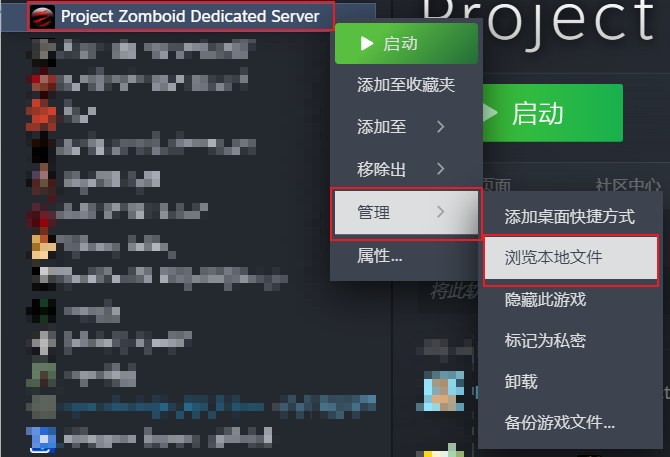 Project Zomboid Dedicated Server
Project
启动
添加至收藏夹
添加至
移除出
管理
属性...
启动
页面
社区中心
添加桌面快捷方式
浏览本地文件
隐藏此游戏
标记为私密
卸载
备份游戏文件...
将此软